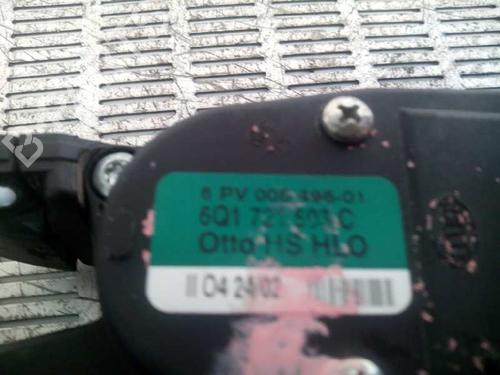 6 PV 008 496-01
6Q1 721 503 C
Otto HS HLO
04 24/02